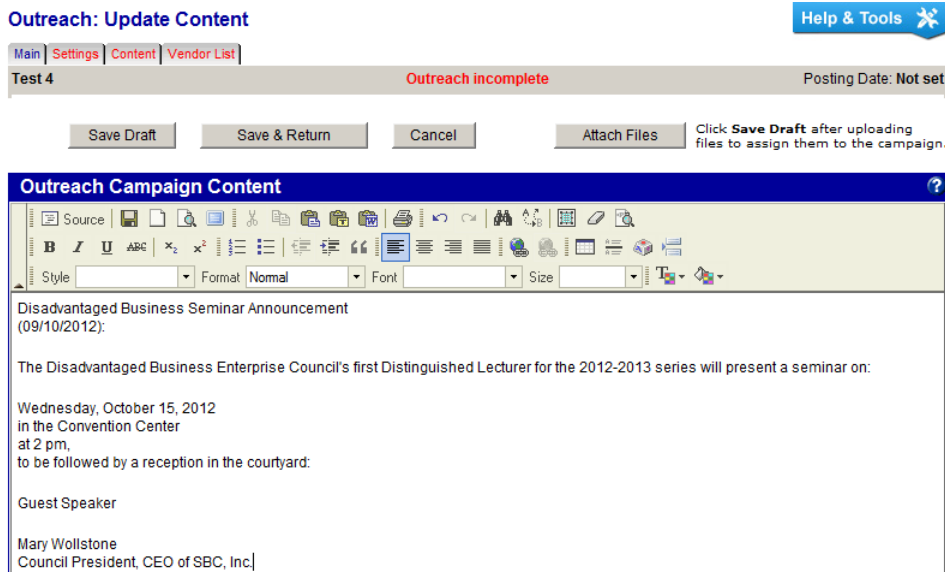 Outreach: Update Content
Help & Tools
Main Settings Content Vendor List
Test 4 Outreach incomplete Posting Date: Not set
Save Draft Save & Return Cancel Attach Files Click Save Draft after uploading
files to assign them to the campaign.
Outreach Campaign Content ?
Source
B I U ABC x₂ x²
Style Format Normal Font Size
Disadvantaged Business Seminar Announcement
(09/10/2012):
The Disadvantaged Business Enterprise Council's first Distinguished Lecturer for the 2012-2013 series will present a seminar on:
Wednesday, October 15, 2012
in the Convention Center
at 2 pm,
to be followed by a reception in the courtyard:
Guest Speaker
Mary Wollstone
Council President, CEO of SBC, Inc.